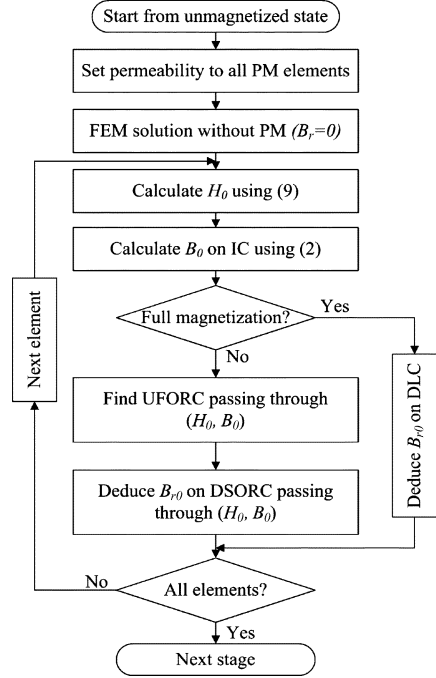 Start from unmagnetized state
Set permeability to all PM elements
FEM solution without PM (Br=0)
Calculate H0 using (9)
Calculate B0 on IC using (2)
Full magnetization?
Yes
No
Next element
Find UFORC passing through
(H0, B0)
Deduce Br0 on DLC
Deduce Br0 on DSORC passing
through (H0, B0)
No
All elements?
Yes
Next stage